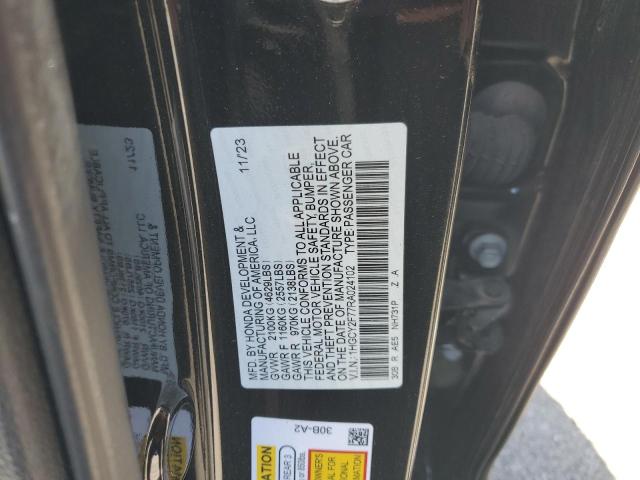 MFD. BY HONDA DEVELOPMENT & 11/23
MANUFACTURING OF AMERICA, LLC
GVWR 2100KG (4629LBS)
GAWR F 1160KG (2557LBS)
GAWR R 970KG (2138LBS)
THIS VEHICLE CONFORMS TO ALL APPLICABLE
FEDERAL MOTOR VEHICLE SAFETY, BUMPER,
AND THEFT PREVENTION STANDARDS IN EFFECT
ON THE DATE OF MANUFACTURE SHOWN ABOVE.
V.I.N.:1HGCY2F77RA024102 TYPE:PASSENGER CAR
30B R AE5 NH731P Z A
30B-A2
REAR 3